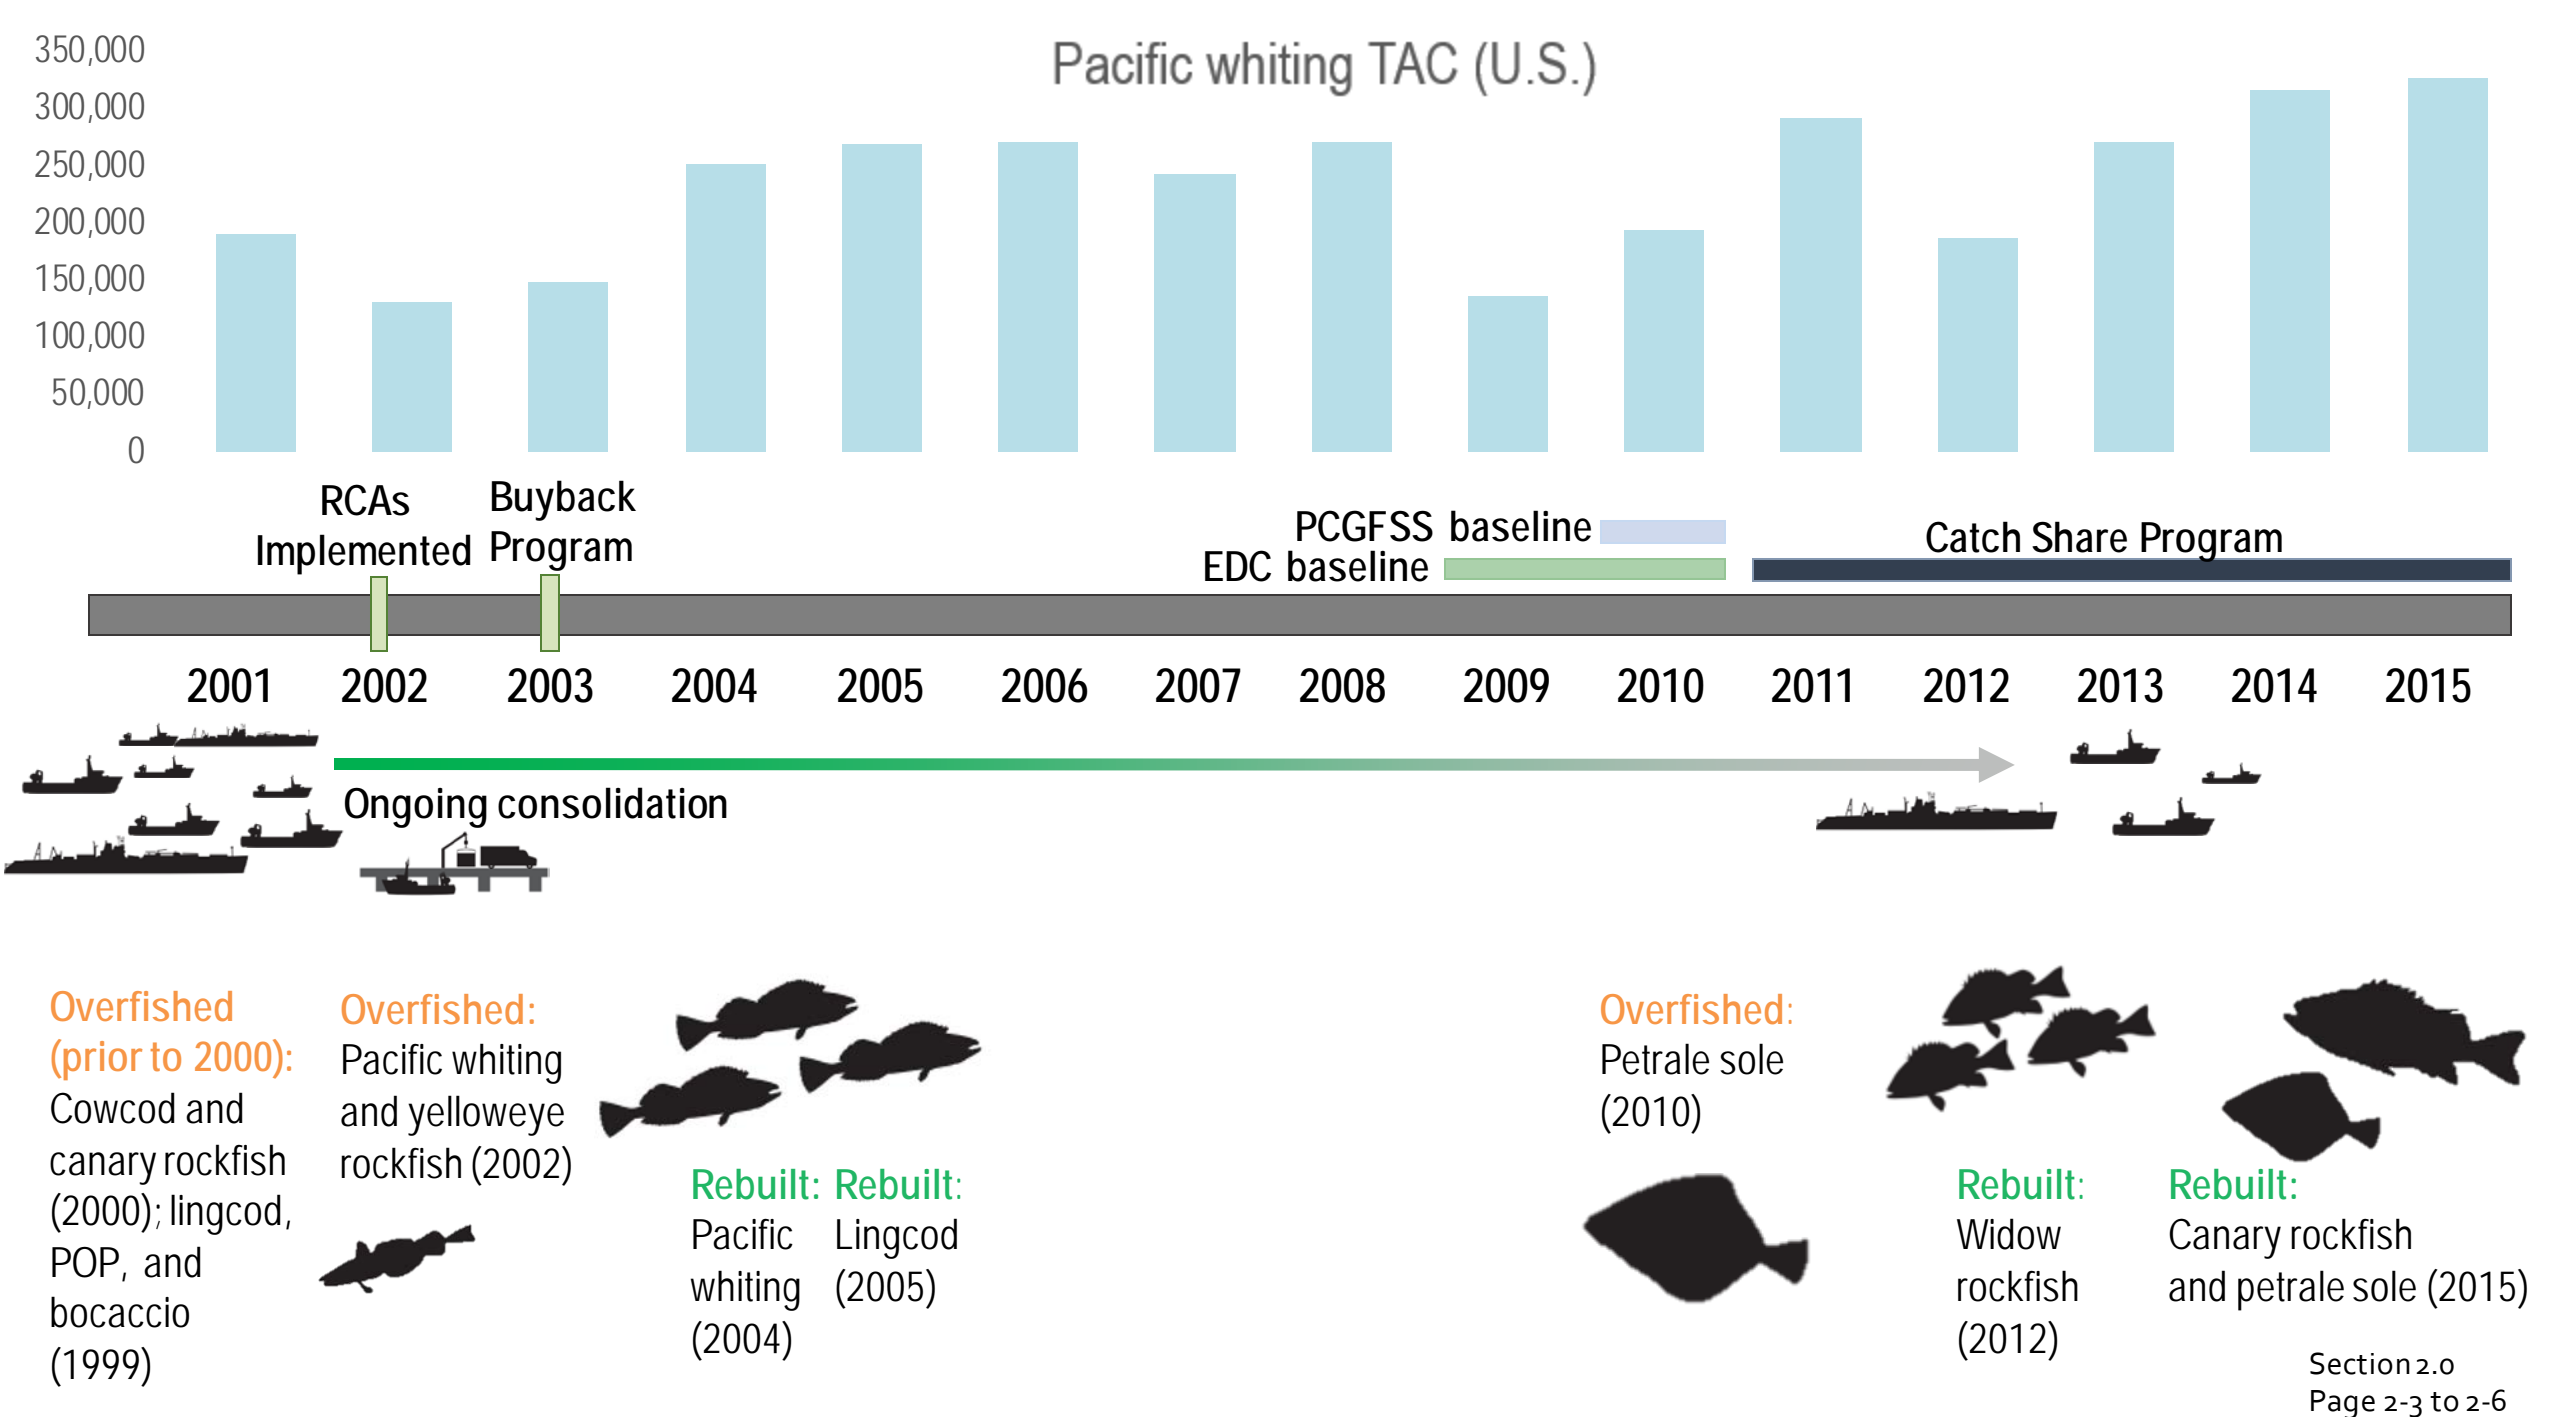 Pacific whiting TAC (U.S.)
350,000
300,000
250,000
200,000
150,000
100,000
50,000
0
RCAs
Implemented
Buyback
Program
PCGFSS baseline
EDC baseline
Catch Share Program
2001 2002 2003 2004 2005 2006 2007 2008 2009 2010 2011 2012 2013 2014 2015
Ongoing consolidation
Overfished
(prior to 2000):
Cowcod and
canary rockfish
(2000); lingcod,
POP, and
bocaccio
(1999)
Overfished:
Pacific whiting
and yelloweye
rockfish (2002)
Rebuilt:
Pacific
whiting
(2004)
Rebuilt:
Lingcod
(2005)
Overfished:
Petrale sole
(2010)
Rebuilt:
Widow
rockfish
(2012)
Rebuilt:
Canary rockfish
and petrale sole (2015)
Section 2.0
Page 2-3 to 2-6